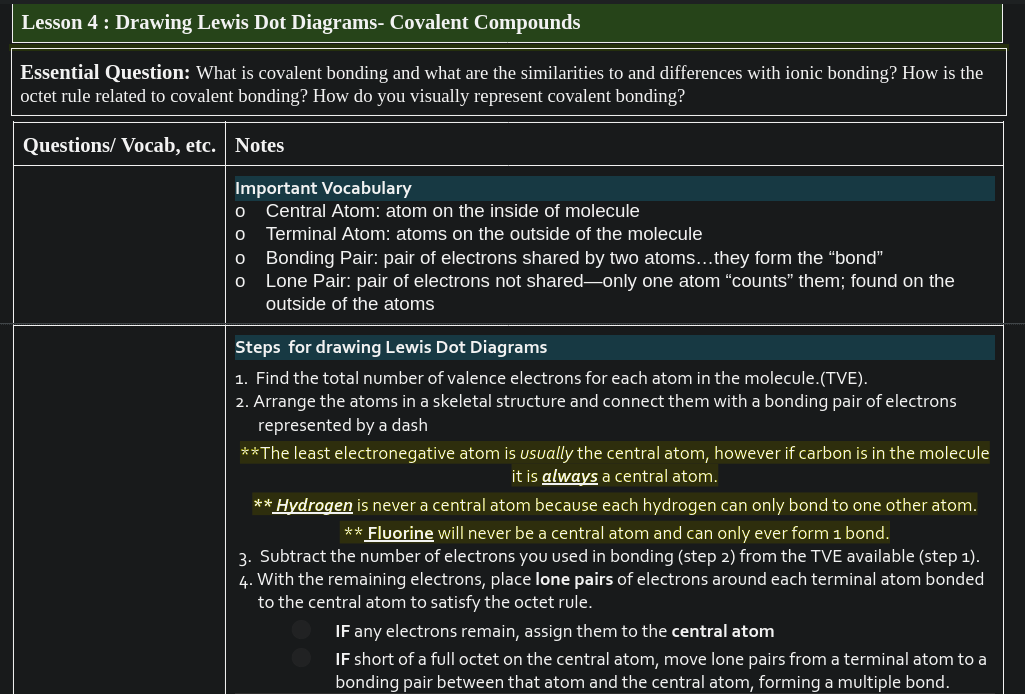 Lesson 4 : Drawing Lewis Dot Diagrams- Covalent Compounds
Essential Question: What is covalent bonding and what are the similarities to and differences with ionic bonding? How is the
octet rule related to covalent bonding? How do you visually represent covalent bonding?
Questions/ Vocab, etc.
Notes
Important Vocabulary
o Central Atom: atom on the inside of molecule
o Terminal Atom: atoms on the outside of the molecule
o Bonding Pair: pair of electrons shared by two atoms…they form the “bond”
o Lone Pair: pair of electrons not shared—only one atom “counts” them; found on the
outside of the atoms
Steps for drawing Lewis Dot Diagrams
1. Find the total number of valence electrons for each atom in the molecule.(TVE).
2. Arrange the atoms in a skeletal structure and connect them with a bonding pair of electrons
represented by a dash
**The least electronegative atom is usually the central atom, however if carbon is in the molecule
it is always a central atom.
** Hydrogen is never a central atom because each hydrogen can only bond to one other atom.
** Fluorine will never be a central atom and can only ever form 1 bond.
3. Subtract the number of electrons you used in bonding (step 2) from the TVE available (step 1).
4. With the remaining electrons, place lone pairs of electrons around each terminal atom bonded
to the central atom to satisfy the octet rule.
IF any electrons remain, assign them to the central atom
IF short of a full octet on the central atom, move lone pairs from a terminal atom to a
bonding pair between that atom and the central atom, forming a multiple bond.